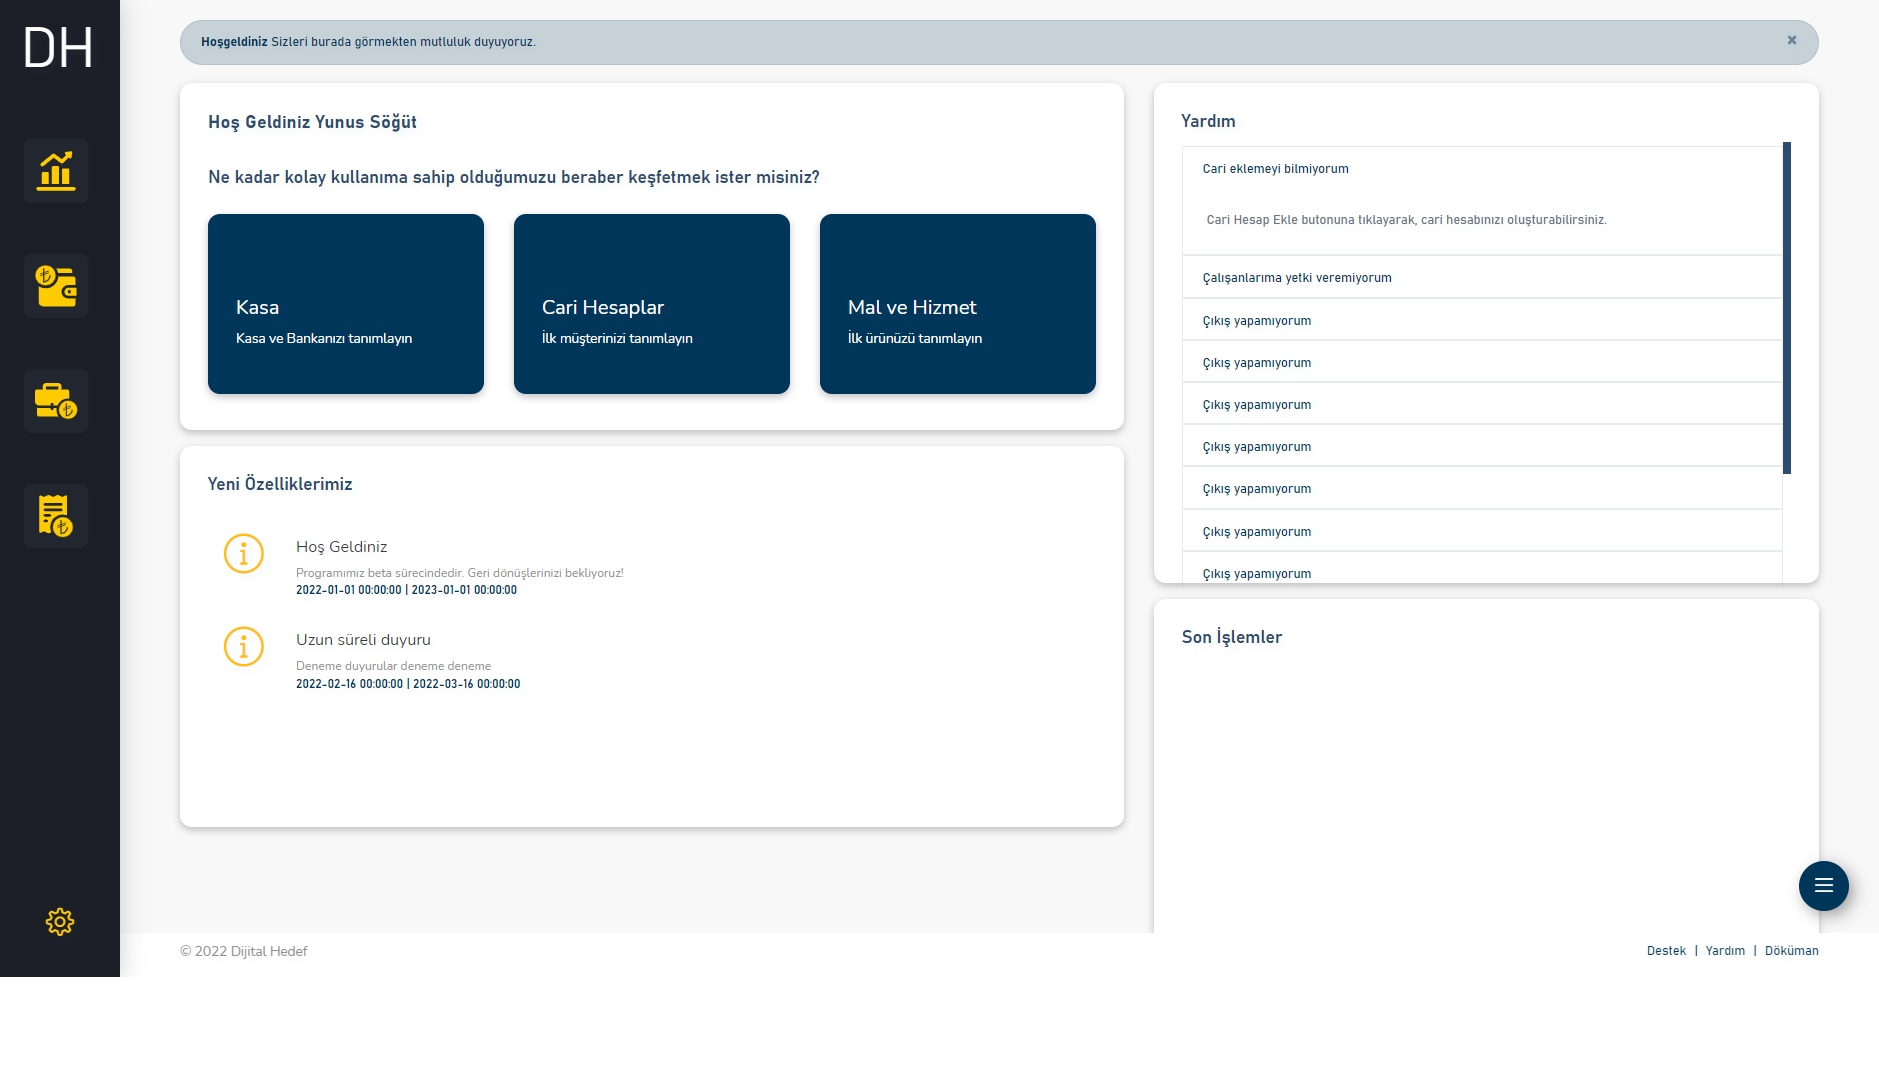 DH
Hoşgeldiniz Sizleri burada görmekten mutluluk duyuyoruz.
Hoş Geldiniz Yunus Söğüt
Ne kadar kolay kullanıma sahip olduğumuzu beraber keşfetmek ister misiniz?
Kasa
Kasa ve Bankanızı tanımlayın
Cari Hesaplar
İlk müşterinizi tanımlayın
Mal ve Hizmet
İlk ürünüzü tanımlayın
Yeni Özelliklerimiz
Hoş Geldiniz
Programımız beta sürecindedir. Geri dönüşlerinizi bekliyoruz!
2022-01-01 00:00:00 | 2023-01-01 00:00:00
Uzun süreli duyuru
Deneme duyurular deneme deneme
2022-02-16 00:00:00 | 2022-03-16 00:00:00
Yardım
Cari eklemeyi bilmiyorum
Cari Hesap Ekle butonuna tıklayarak, cari hesabınızı oluşturabilirsiniz.
Çalışanlarıma yetki veremiyorum
Çıkış yapamıyorum
Çıkış yapamıyorum
Çıkış yapamıyorum
Çıkış yapamıyorum
Çıkış yapamıyorum
Çıkış yapamıyorum
Çıkış yapamıyorum
Son İşlemler
© 2022 Dijital Hedef
Destek | Yardım | Döküman